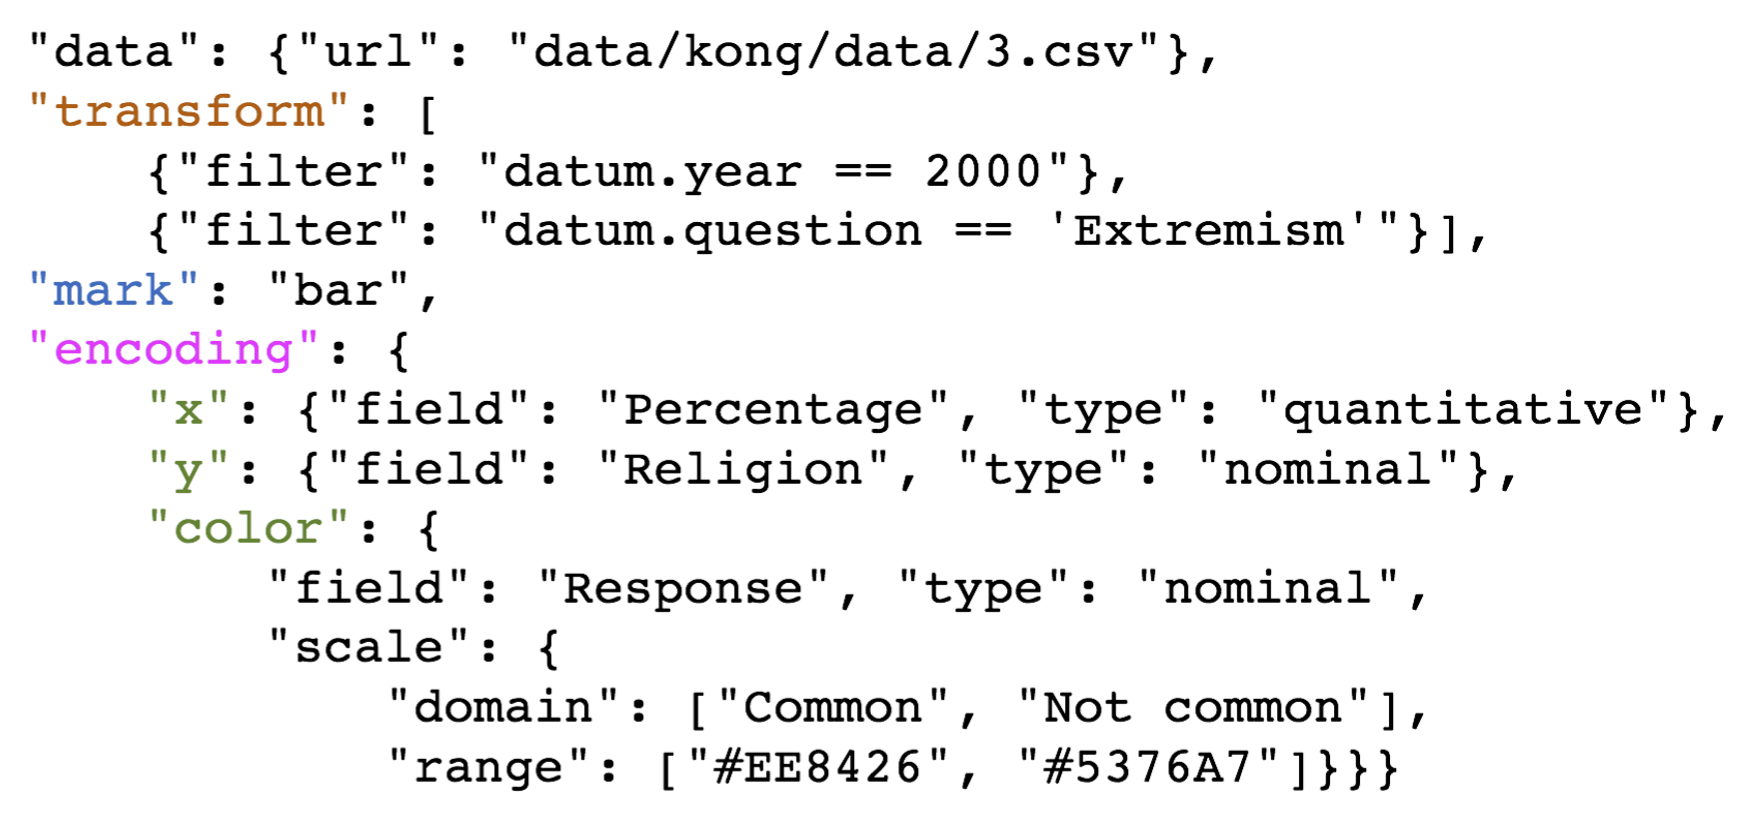 "data": {"url": "data/kong/data/3.csv"},
"transform": [
    {"filter": "datum.year == 2000"},
    {"filter": "datum.question == 'Extremism'"}],
"mark": "bar",
"encoding": {
    "x": {"field": "Percentage", "type": "quantitative"},
    "y": {"field": "Religion", "type": "nominal"},
    "color": {
        "field": "Response", "type": "nominal",
        "scale": {
            "domain": ["Common", "Not common"],
            "range": ["#EE8426", "#5376A7"]}}}